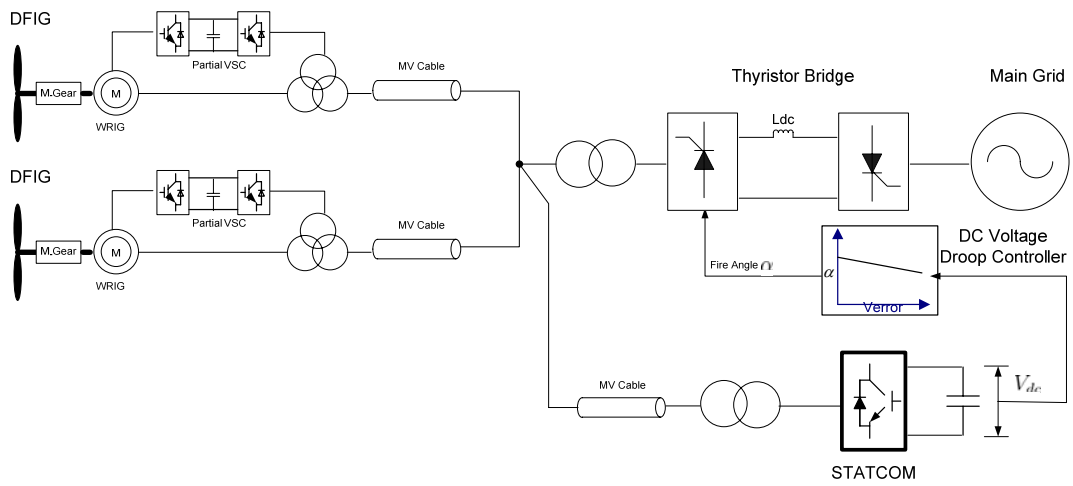 DFIG
Partial VSC
M.Gear
M
WRIG
MV Cable
Thyristor Bridge
Main Grid
Ldc
DFIG
Partial VSC
M.Gear
M
WRIG
MV Cable
Fire Angle α
α
Verror
DC Voltage
Droop Controller
MV Cable
Vdc
STATCOM